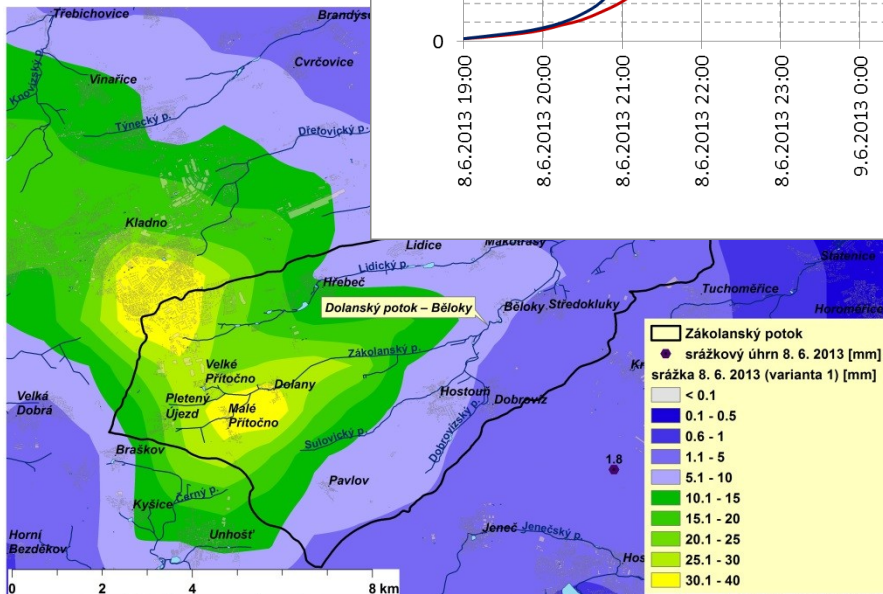 0
8.6.2013 19:00
8.6.2013 20:00
8.6.2013 21:00
8.6.2013 22:00
8.6.2013 23:00
9.6.2013 0:00
Třebichovice
Brandýse
Cvrčovice
Knovízský p.
Vinařice
Týnecký p.
Dřetovický p.
Kladno
Lidice
Makotřasy
Lidický p.
Hřebeč
Statenice
Tuchoměřice
Horoměřice
Dolanský potok – Běloky
Běloky
Středokluky
Zákolanský p.
Velké
Přítočno
Dolany
Pletený
Újezd
Malé
Přítočno
Velká
Dobrá
Hostouň
Dobrovíz
Sulovický p.
Dobrovízský p.
Braškov
Pavlov
Kyšice
Černý p.
Unhošť
Horní
Bezděkov
1.8
Jeneč
Jenečský p.
Hos
Zákolanský potok
srážkový úhrn 8. 6. 2013 [mm]
srážka 8. 6. 2013 (varianta 1) [mm]
< 0.1
0.1 - 0.5
0.6 - 1
1.1 - 5
5.1 - 10
10.1 - 15
15.1 - 20
20.1 - 25
25.1 - 30
30.1 - 40
0 2 4 8 km